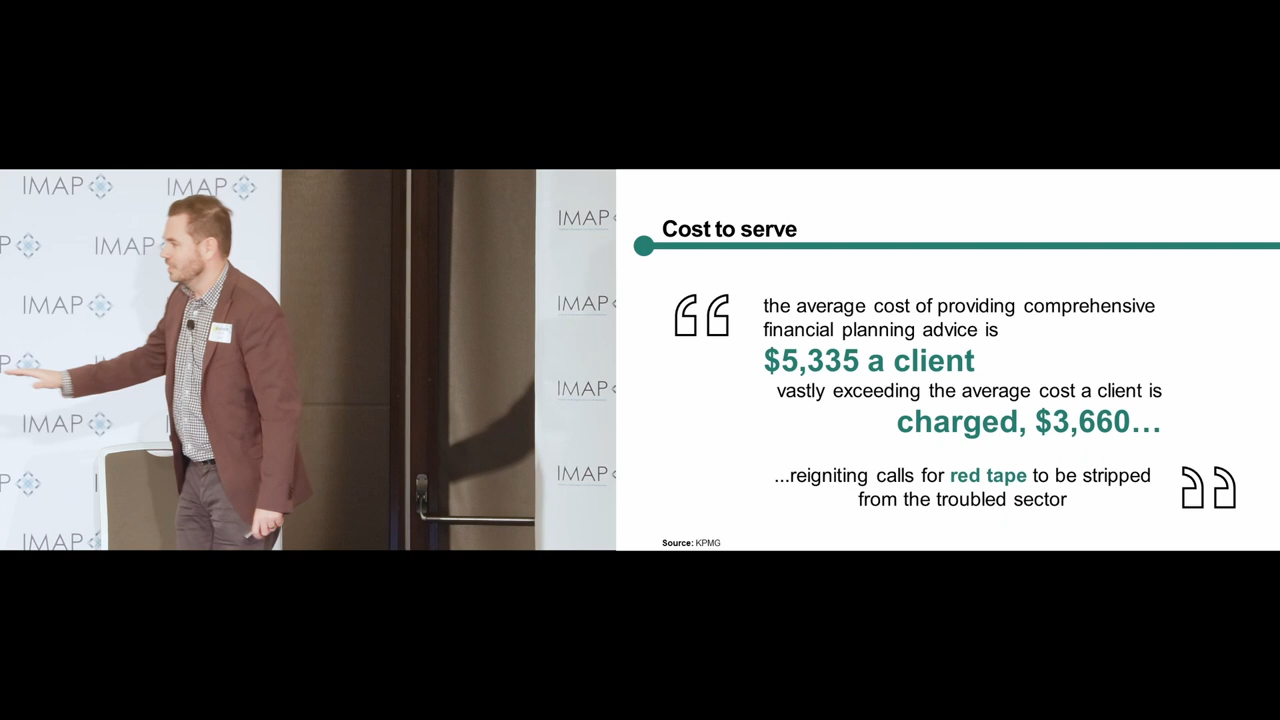 IMAP IMAP
IMAP
P IMAP
IMAP
IMAP
P
IMAP
IMAP
IMAP
P
IMAP
IMAP
Cost to serve
“ the average cost of providing comprehensive
financial planning advice is
$5,335 a client
vastly exceeding the average cost a client is
charged, $3,660…
...reigniting calls for red tape to be stripped
from the troubled sector ”
Source: KPMG